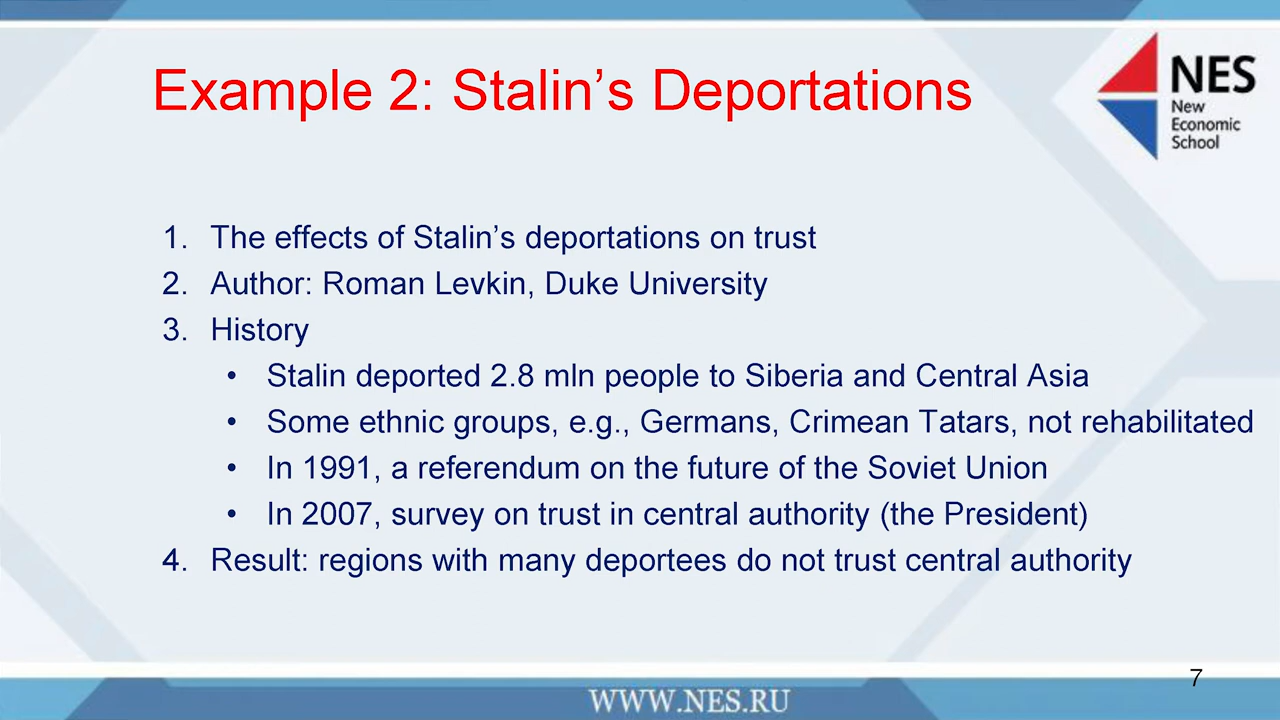 Example 2: Stalin’s Deportations
NES
New
Economic
School
1. The effects of Stalin’s deportations on trust
2. Author: Roman Levkin, Duke University
3. History
• Stalin deported 2.8 mln people to Siberia and Central Asia
• Some ethnic groups, e.g., Germans, Crimean Tatars, not rehabilitated
• In 1991, a referendum on the future of the Soviet Union
• In 2007, survey on trust in central authority (the President)
4. Result: regions with many deportees do not trust central authority
7
WWW.NES.RU